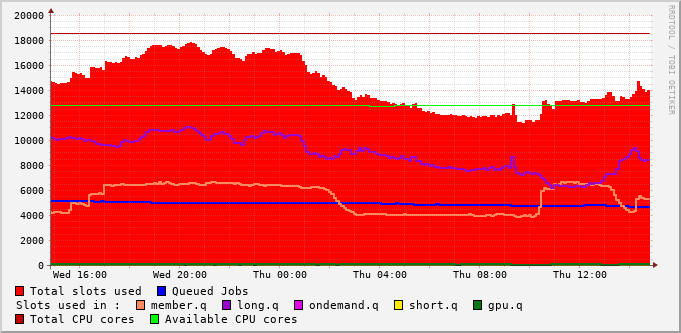 20000
18000
16000
14000
12000
10000
8000
6000
4000
2000
0
Wed 16:00 Wed 20:00 Thu 00:00 Thu 04:00 Thu 08:00 Thu 12:00
Total slots used Queued Jobs
Slots used in : member.q long.q ondemand.q short.q gpu.q
Total CPU cores Available CPU cores
RRDTOOL / TOBI OETIKER